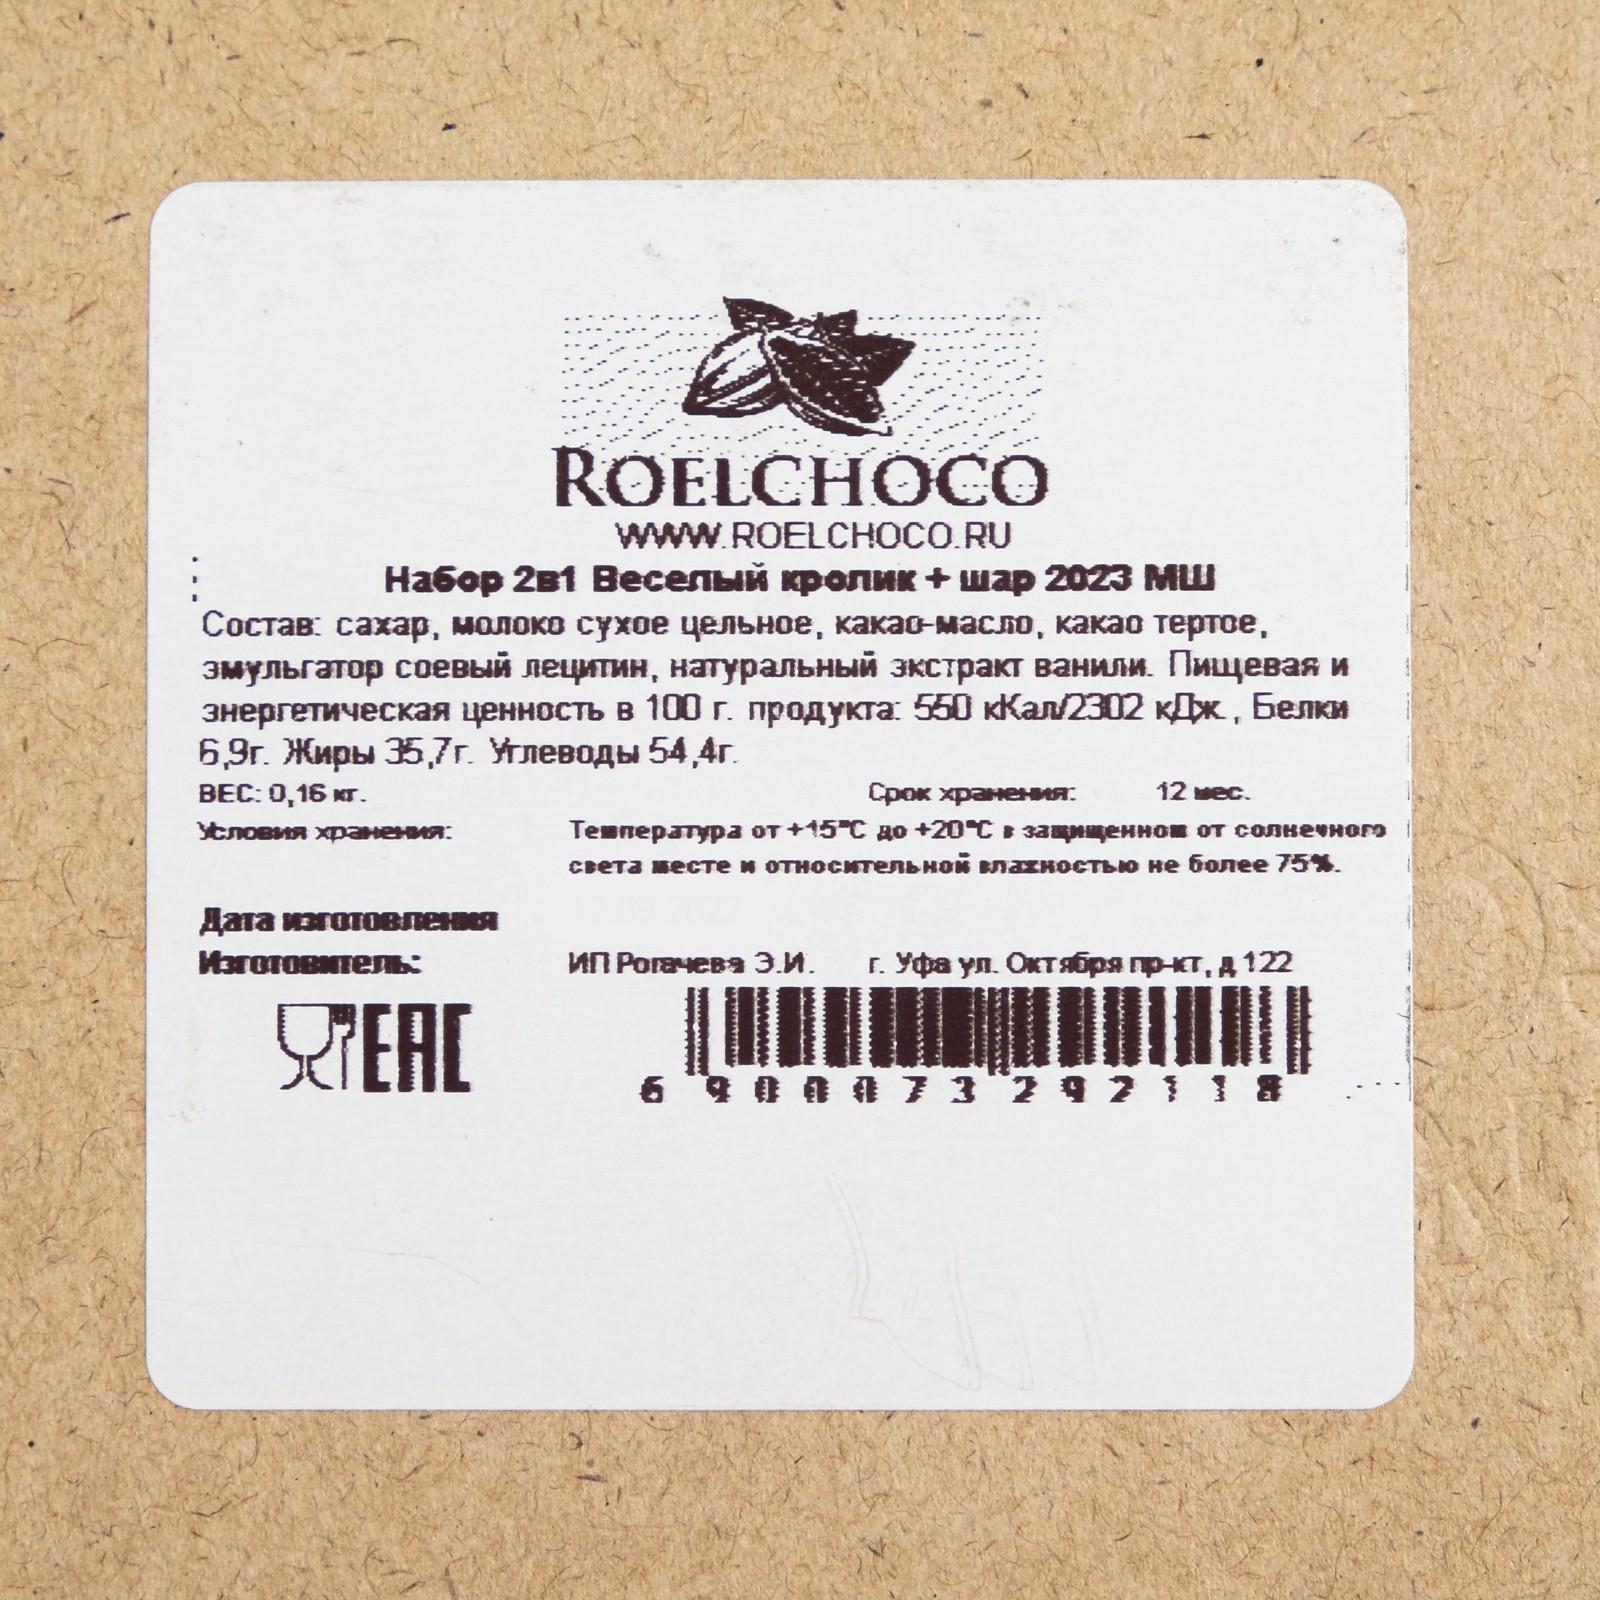 ROELCHOCO
WWW.ROELCHOCO.RU
Набор 2в1 Веселый кролик + шар 2023 МШ
Состав: сахар, молоко сухое цельное, какао-масло, какао тертое,
эмульгатор соевый лецитин, натуральный экстракт ванили. Пищевая и
энергетическая ценность в 100 г. продукта: 550 кКал/2302 кДж., Белки
6,9г. Жиры 35,7г. Углеводы 54,4г.
ВЕС: 0,16 кг. Срок хранения: 12 мес.
Условия хранения: Температура от +15°C до +20°C в защищенном от солнечного
света месте и относительной влажностью не более 75%.
Дата изготовления
Изготовитель: ИП Рогачева Э.И. г. Уфа ул. Октября пр-кт, д 122
EAC
6 900073 292118